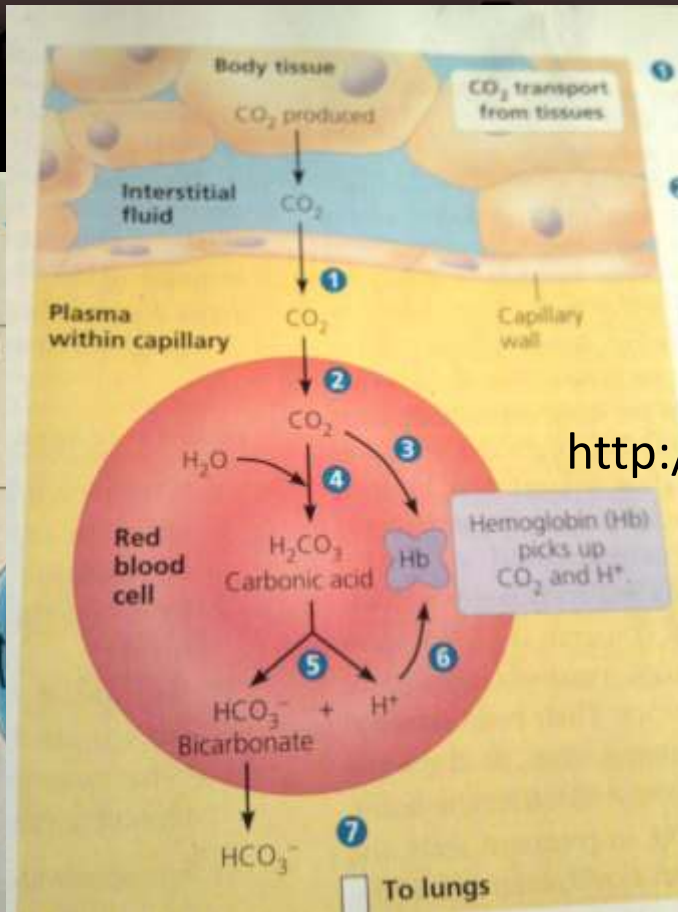 Body tissue
CO₂ produced
CO₂ transport
from tissues
1
2
Interstitial
fluid
CO₂
1
Plasma
within capillary
CO₂
Capillary
wall
2
CO₂
3
H₂O
4
http:/
Red
blood
cell
H₂CO₃
Carbonic acid
Hb
Hemoglobin (Hb)
picks up
CO₂ and H⁺.
5
6
HCO₃⁻ + H⁺
Bicarbonate
7
HCO₃⁻
To lungs